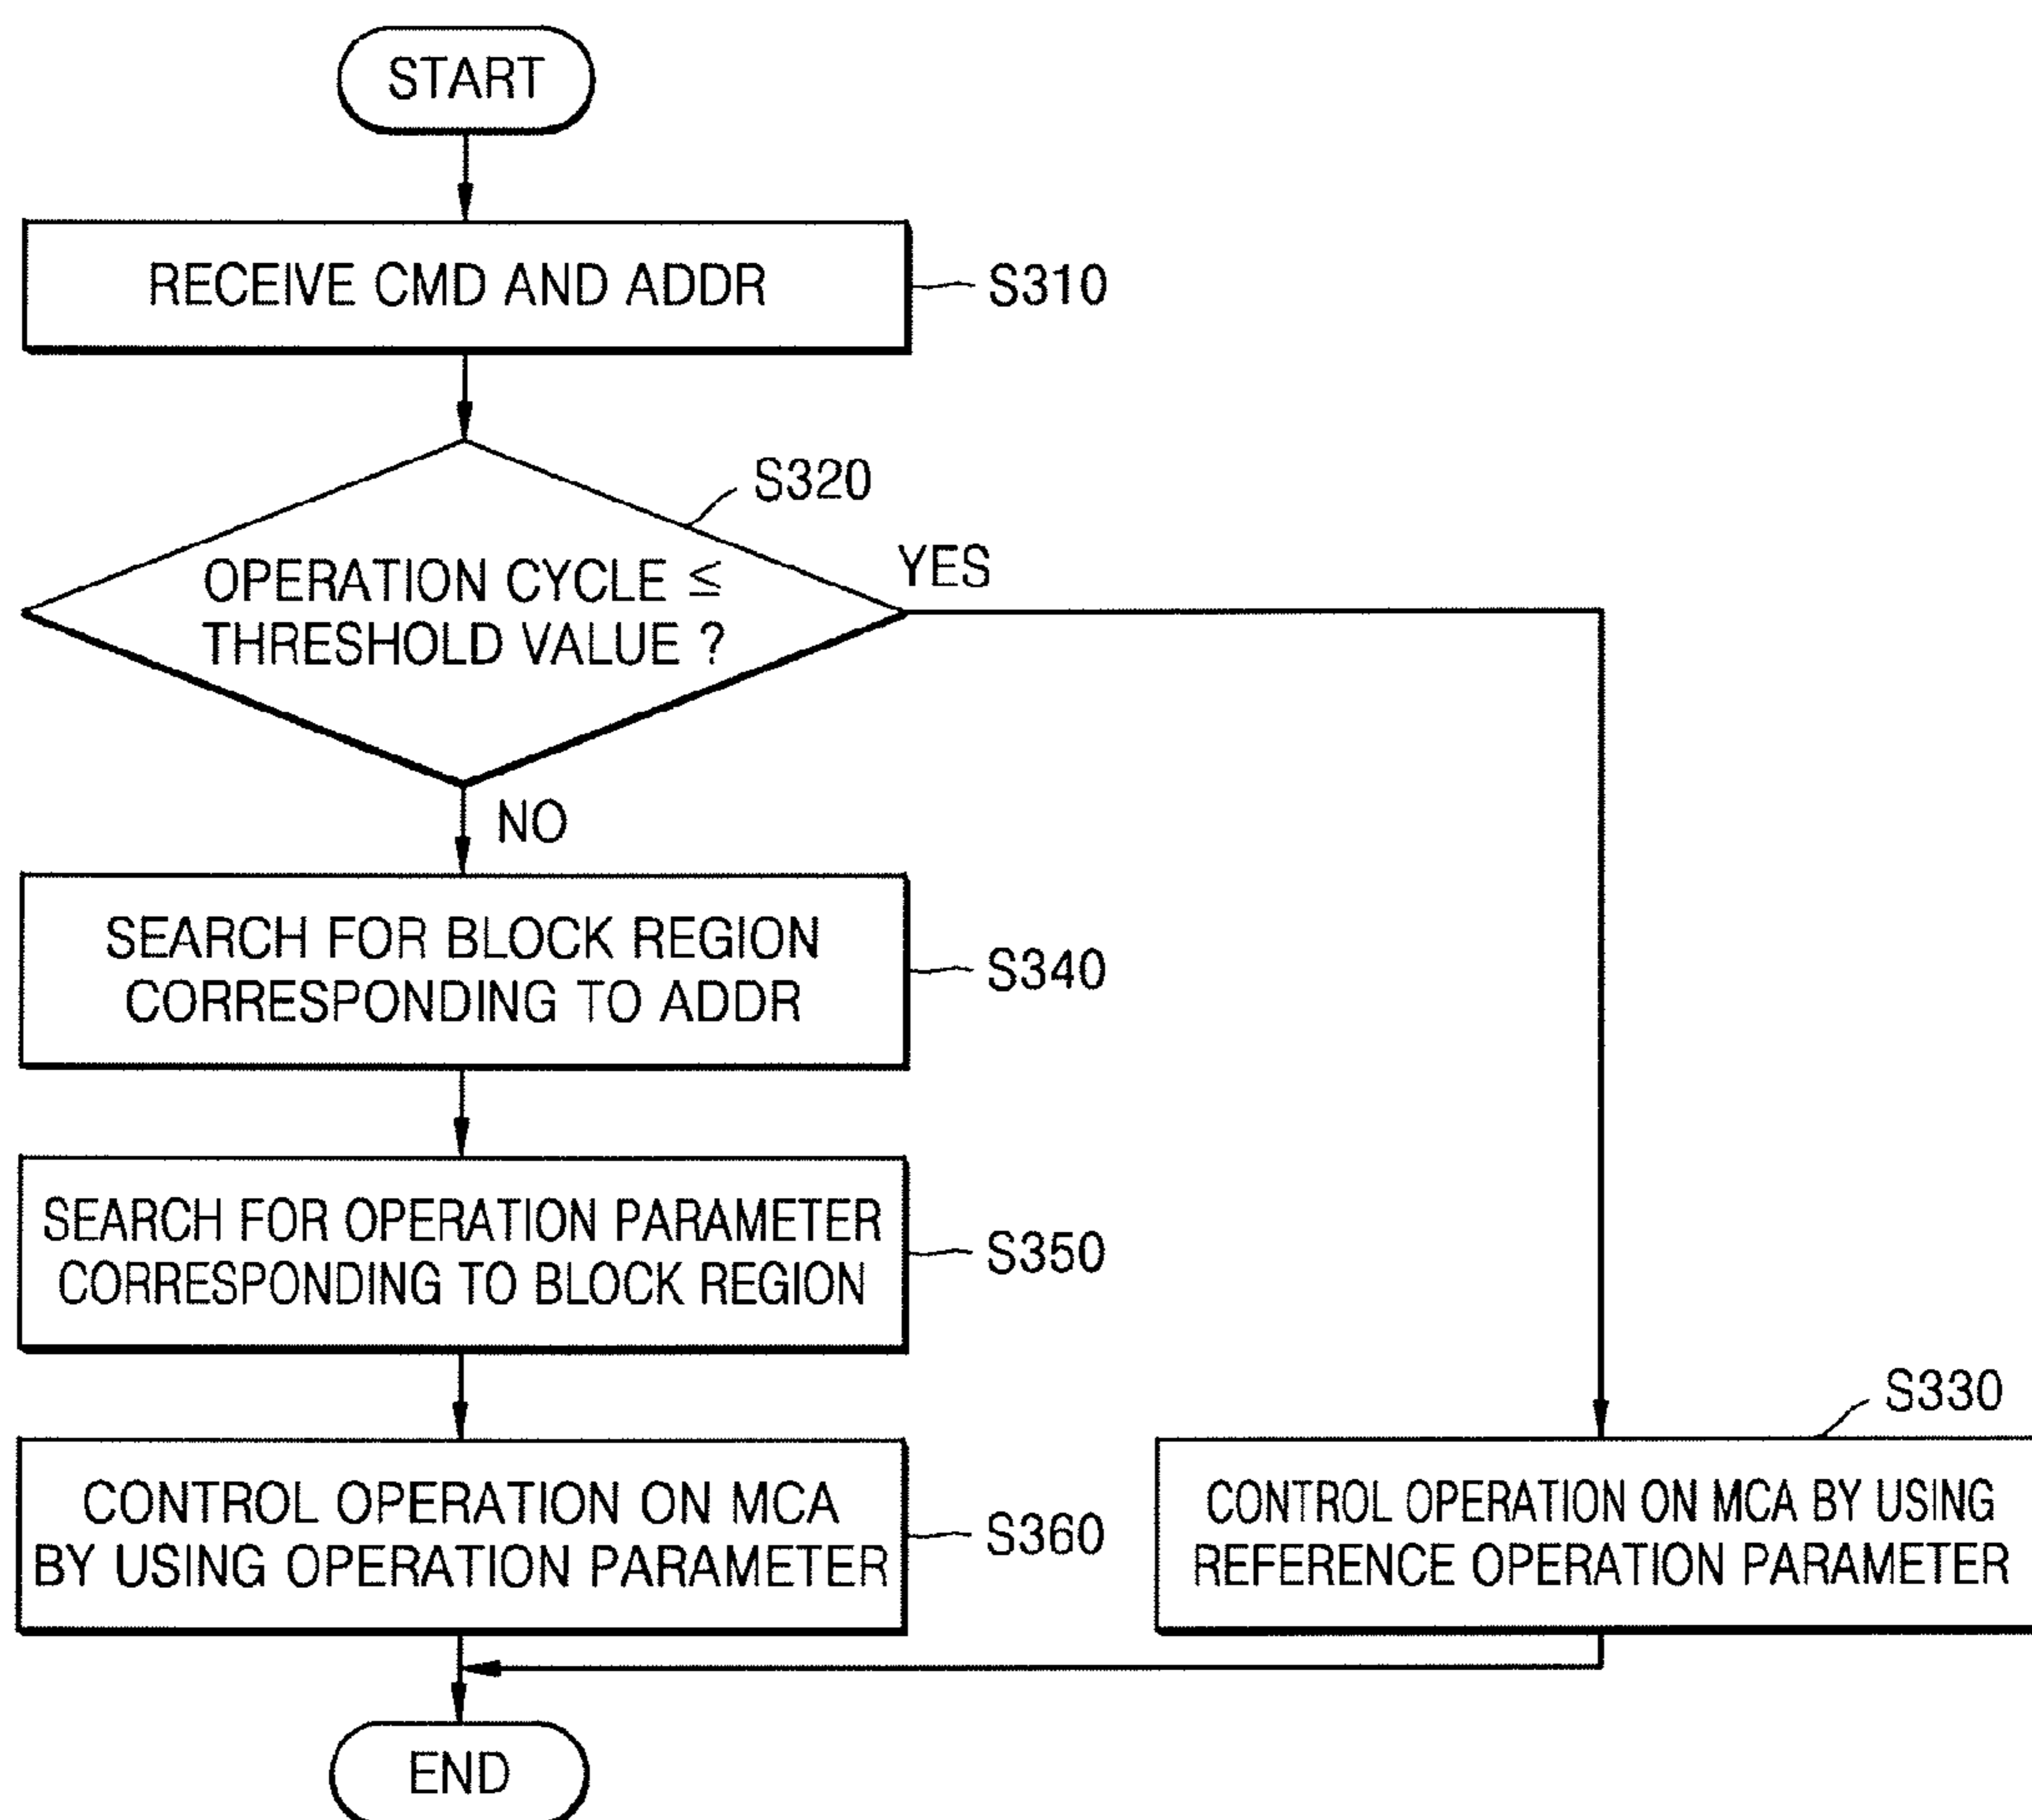 START
RECEIVE CMD AND ADDR
S310
S320
OPERATION CYCLE ≤
THRESHOLD VALUE ?
YES
NO
SEARCH FOR BLOCK REGION
CORRESPONDING TO ADDR
S340
SEARCH FOR OPERATION PARAMETER
CORRESPONDING TO BLOCK REGION
S350
S330
CONTROL OPERATION ON MCA
BY USING OPERATION PARAMETER
S360
CONTROL OPERATION ON MCA BY USING
REFERENCE OPERATION PARAMETER
END